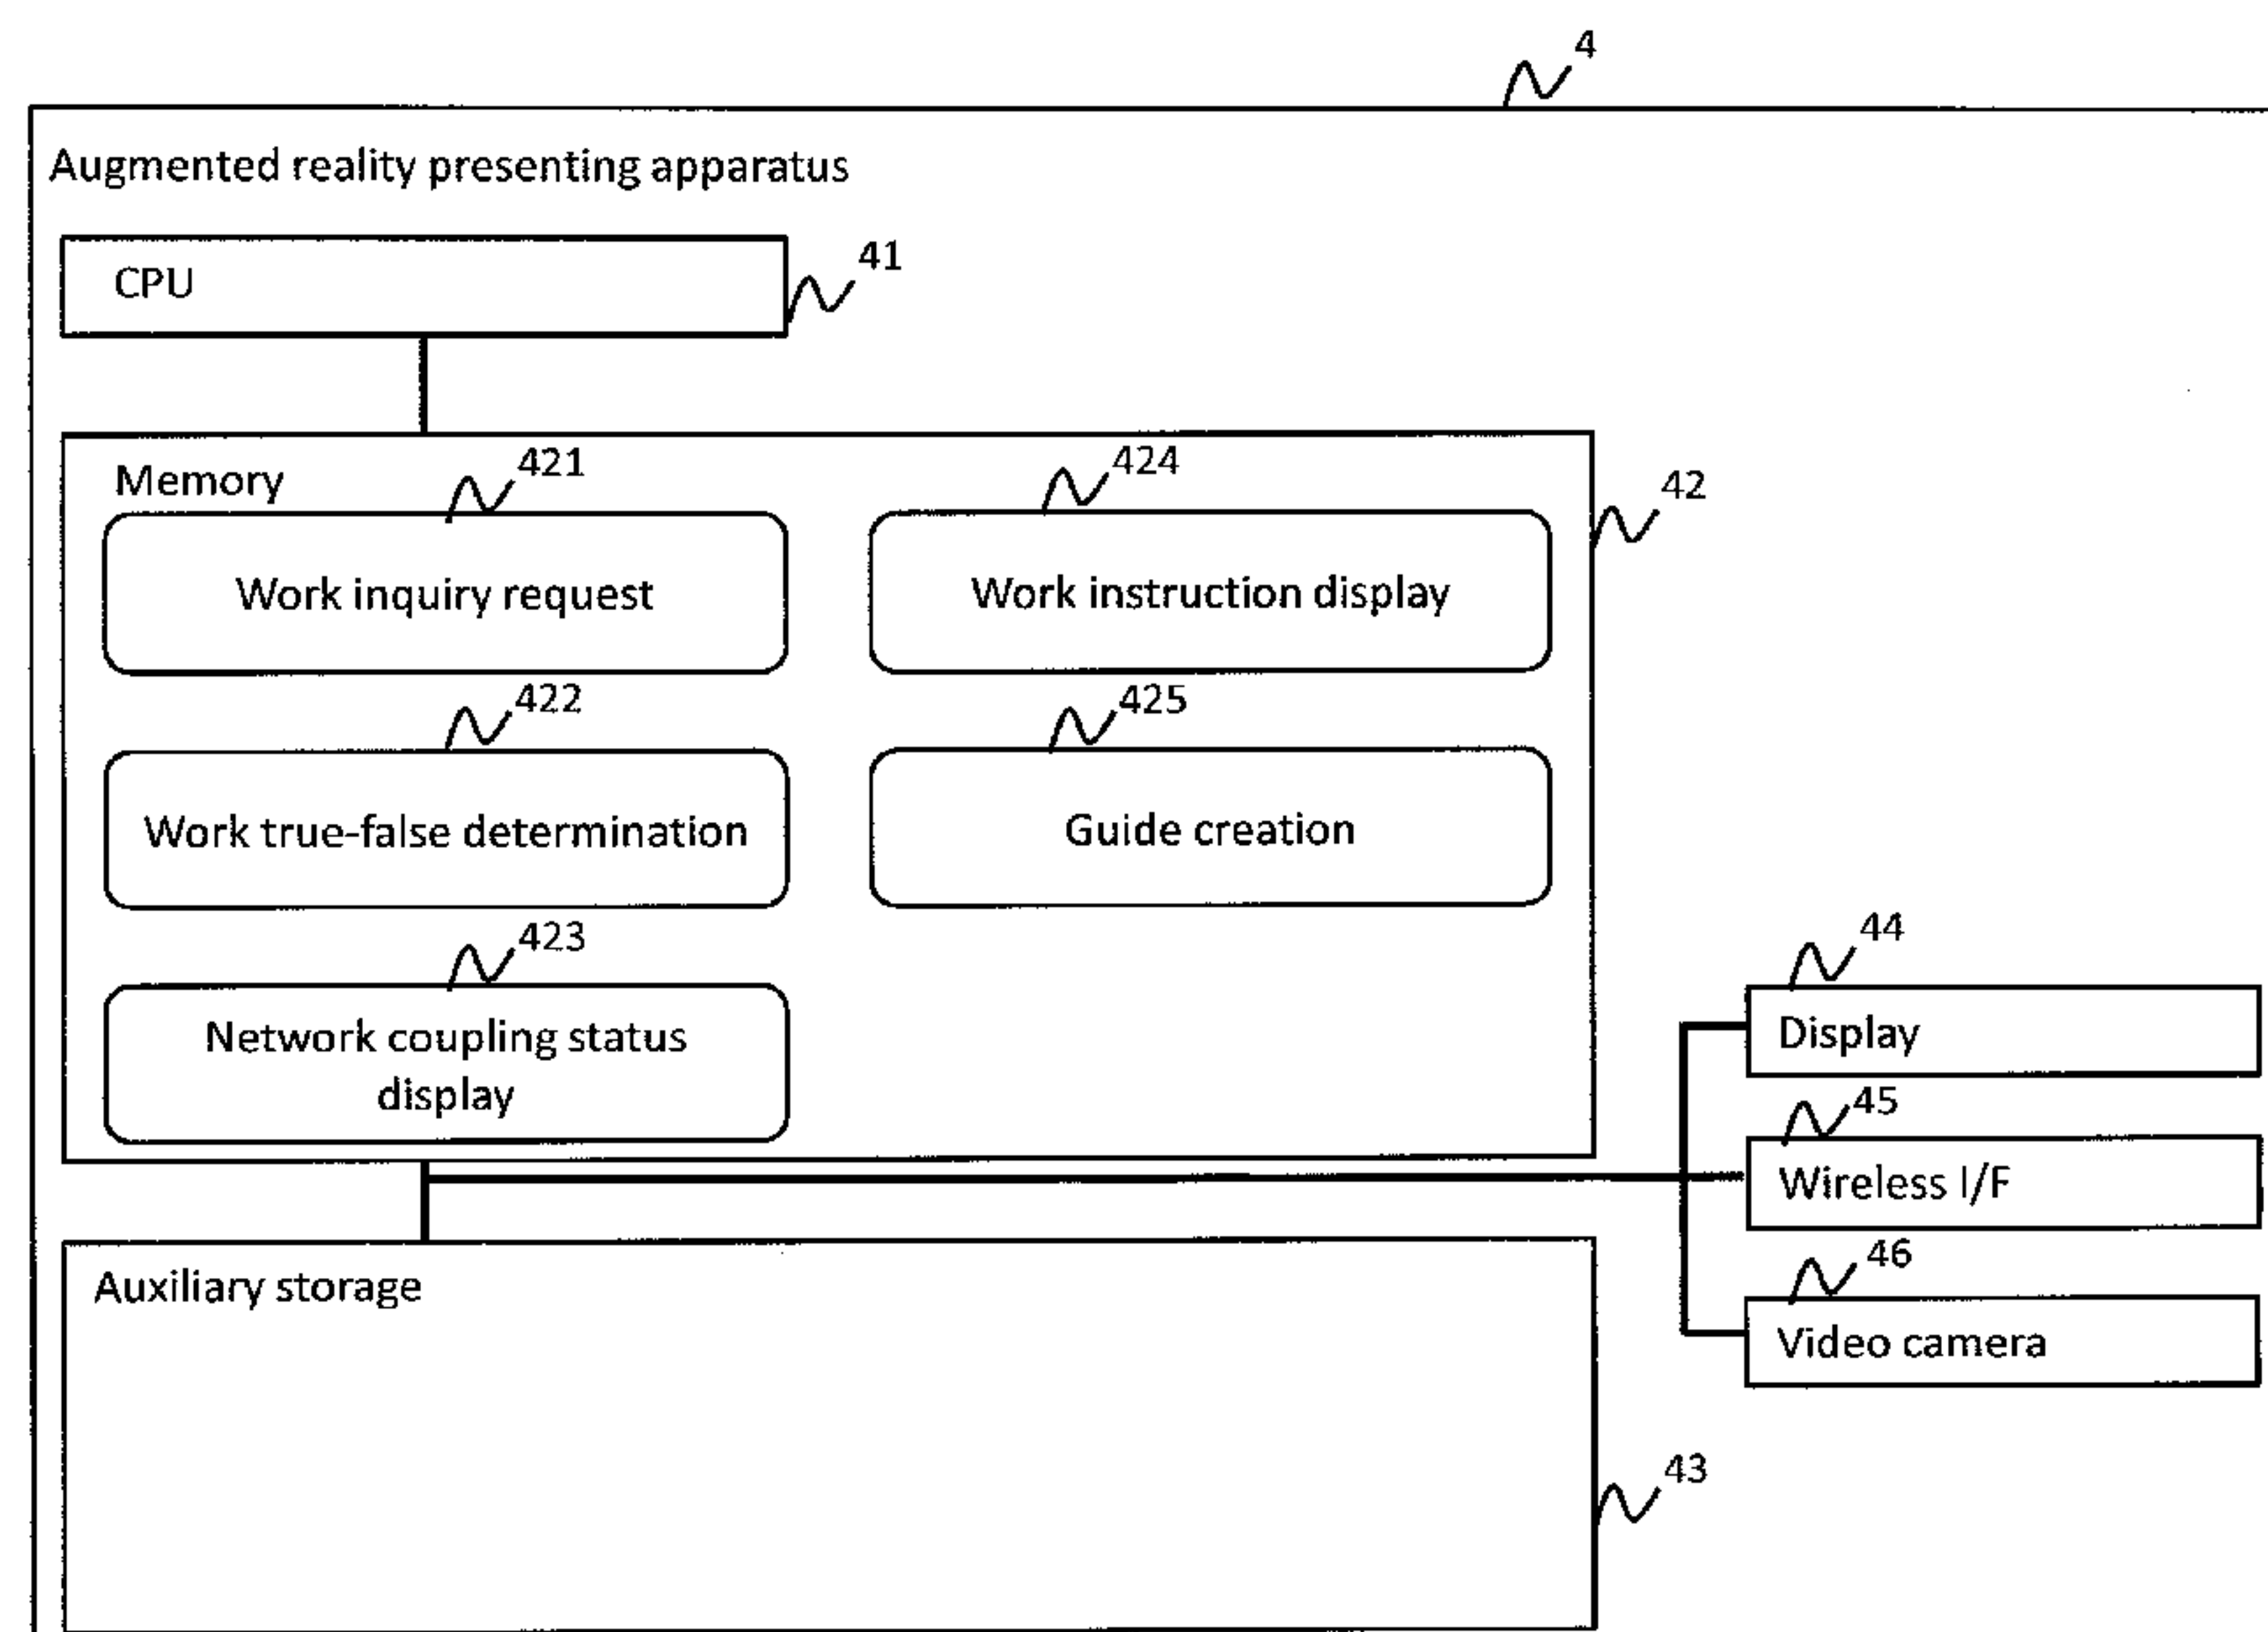 4
Augmented reality presenting apparatus
CPU
41
Memory
421
424
42
Work inquiry request
Work instruction display
422
425
Work true-false determination
Guide creation
423
Network coupling status
display
44
Display
45
Wireless I/F
46
Video camera
Auxiliary storage
43